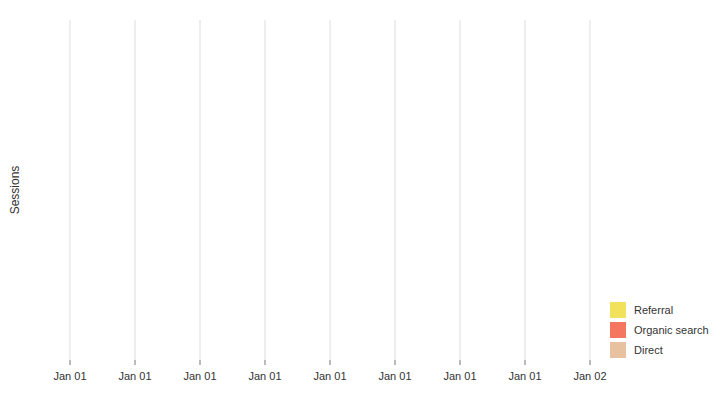 Sessions
Referral
Organic search
Direct
Jan 01 Jan 01 Jan 01 Jan 01 Jan 01 Jan 01 Jan 01 Jan 01 Jan 02